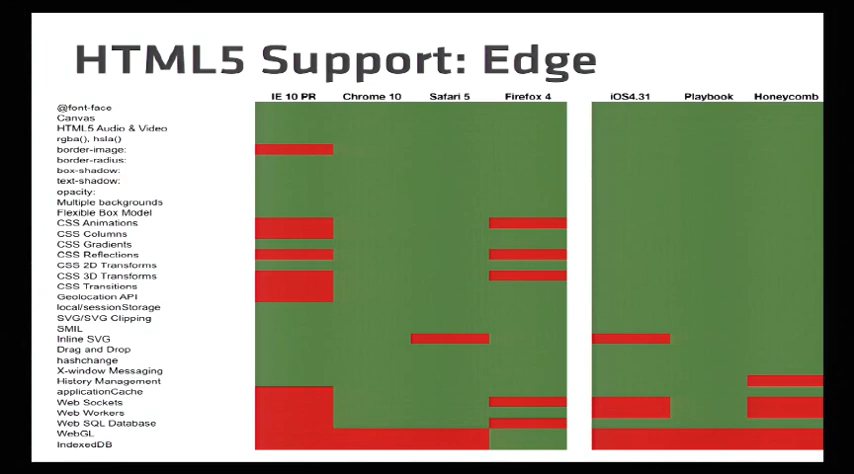 HTML5 Support: Edge
IE 10 PR Chrome 10 Safari 5 Firefox 4 iOS4.31 Playbook Honeycomb
@font-face
Canvas
HTML5 Audio & Video
rgba(), hsla()
border-image:
border-radius:
box-shadow:
text-shadow:
opacity:
Multiple backgrounds
Flexible Box Model
CSS Animations
CSS Columns
CSS Gradients
CSS Reflections
CSS 2D Transforms
CSS 3D Transforms
CSS Transitions
Geolocation API
local/sessionStorage
SVG/SVG Clipping
SMIL
Inline SVG
Drag and Drop
hashchange
X-window Messaging
History Management
applicationCache
Web Sockets
Web Workers
Web SQL Database
WebGL
IndexedDB